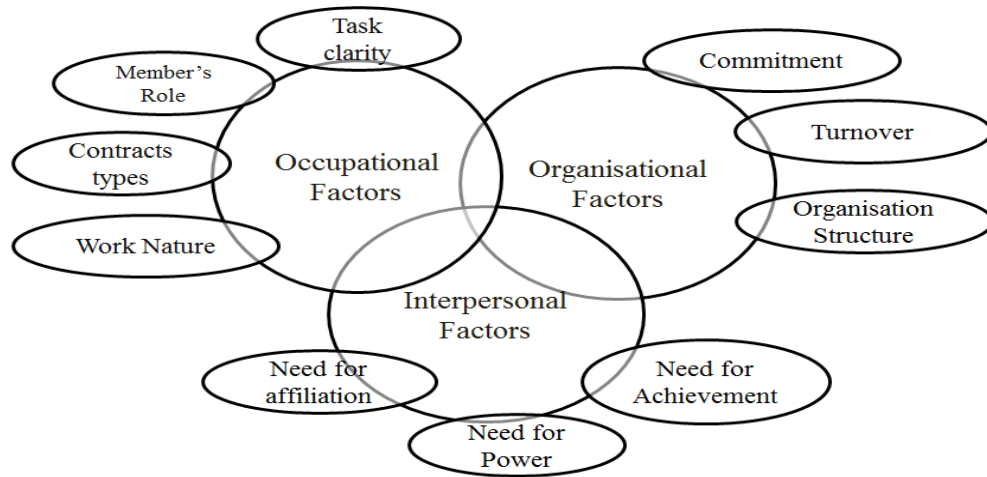 Task
clarity
Member's
Role
Contracts
types
Work Nature
Occupational
Factors
Organisational
Factors
Commitment
Turnover
Organisation
Structure
Interpersonal
Factors
Need for
affiliation
Need for
Power
Need for
Achievement